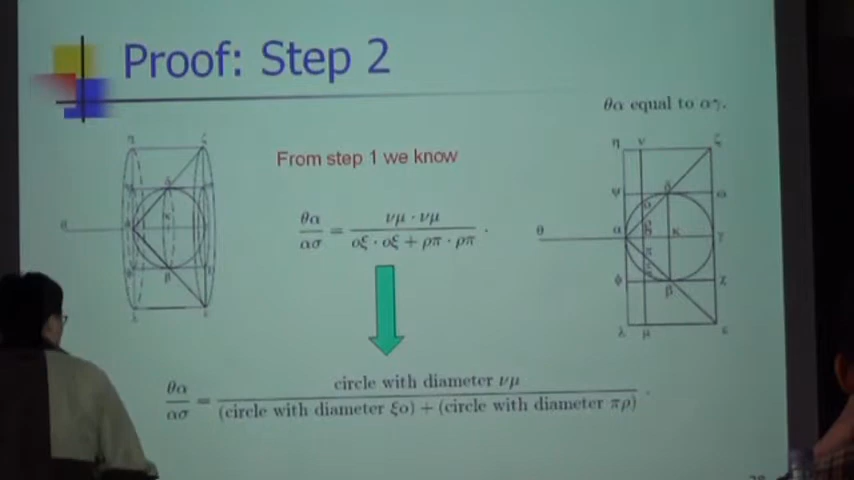 Proof: Step 2
θα equal to αγ.
From step 1 we know
θα / ασ = νμ · νμ / οξ · οξ + ρπ · ρπ .
θα / ασ = circle with diameter νμ / (circle with diameter ξο) + (circle with diameter πρ) .
η ν ζ
ψ δ ω
θ α κ γ
φ β χ
λ μ ε